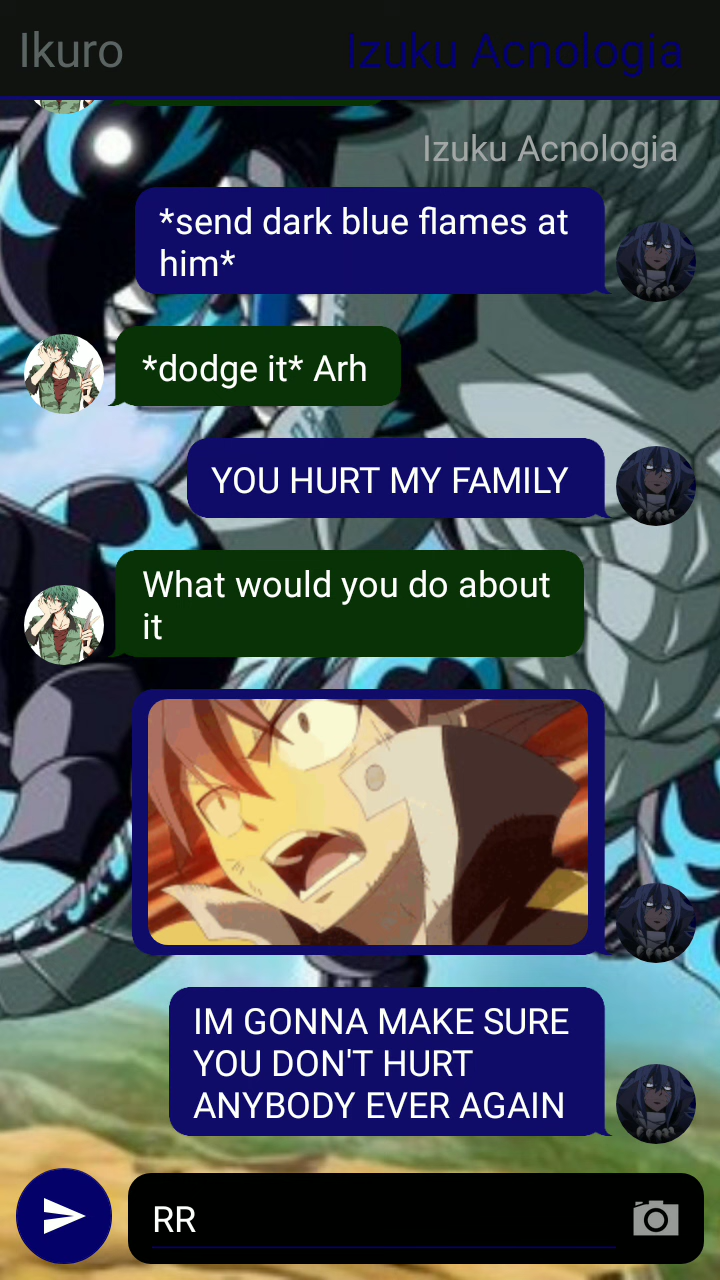 Ikuro
Izuku Acnologia
Izuku Acnologia
*send dark blue flames at
him*
*dodge it* Arh
YOU HURT MY FAMILY
What would you do about
it
IM GONNA MAKE SURE
YOU DON'T HURT
ANYBODY EVER AGAIN
RR